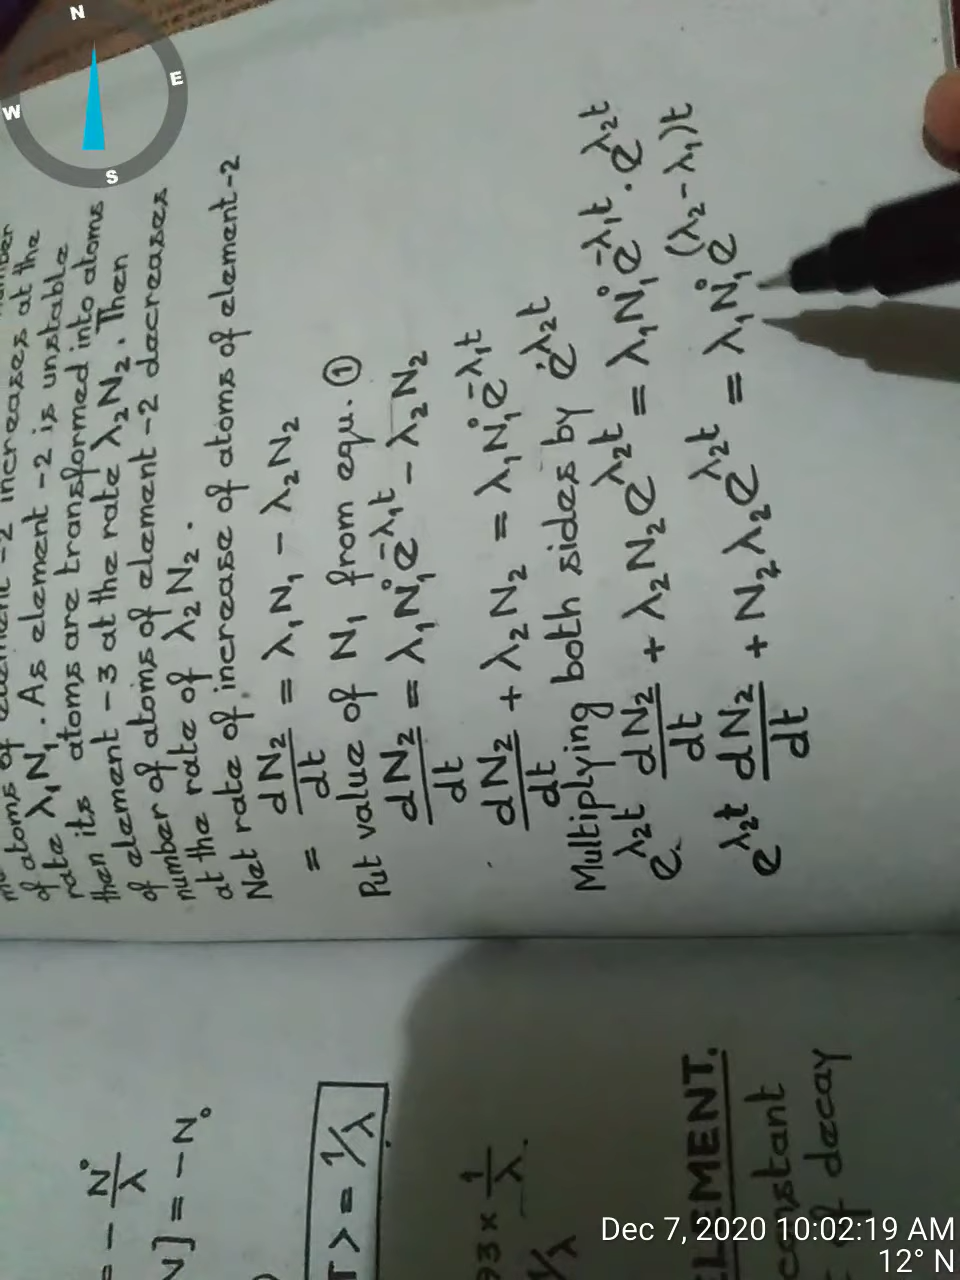 atoms of element -2 increases at the
of atoms
rate λ₁N₁. As element -2 is unstable
then its atoms are transformed into atoms
then element -3 at the rate λ₂N₂. Then
of element
number of atoms of element -2 decreases
at the rate of λ₂N₂.
Net rate of increase of atoms of element-2
= dN₂/dt = λ₁N₁ - λ₂N₂
Put value of N₁ from equ. ①
dN₂/dt = λ₁N₁°e^-λ₁t - λ₂N₂
dN₂/dt + λ₂N₂ = λ₁N₁°e^-λ₁t
Multiplying both sides by e^λ₂t
e^λ₂t dN₂/dt + λ₂N₂e^λ₂t = λ₁N₁°e^-λ₁t . e^λ₂t
e^λ₂t dN₂/dt + N₂λ₂e^λ₂t = λ₁N₁°e^(λ₂-λ₁)t
= - N°/λ
N] = -N°
T> = 1/λ
93 × 1/λ
1/λ.
LEMENT.
constant
of decay
N
E
S
W
Dec 7, 2020 10:02:19 AM
12° N